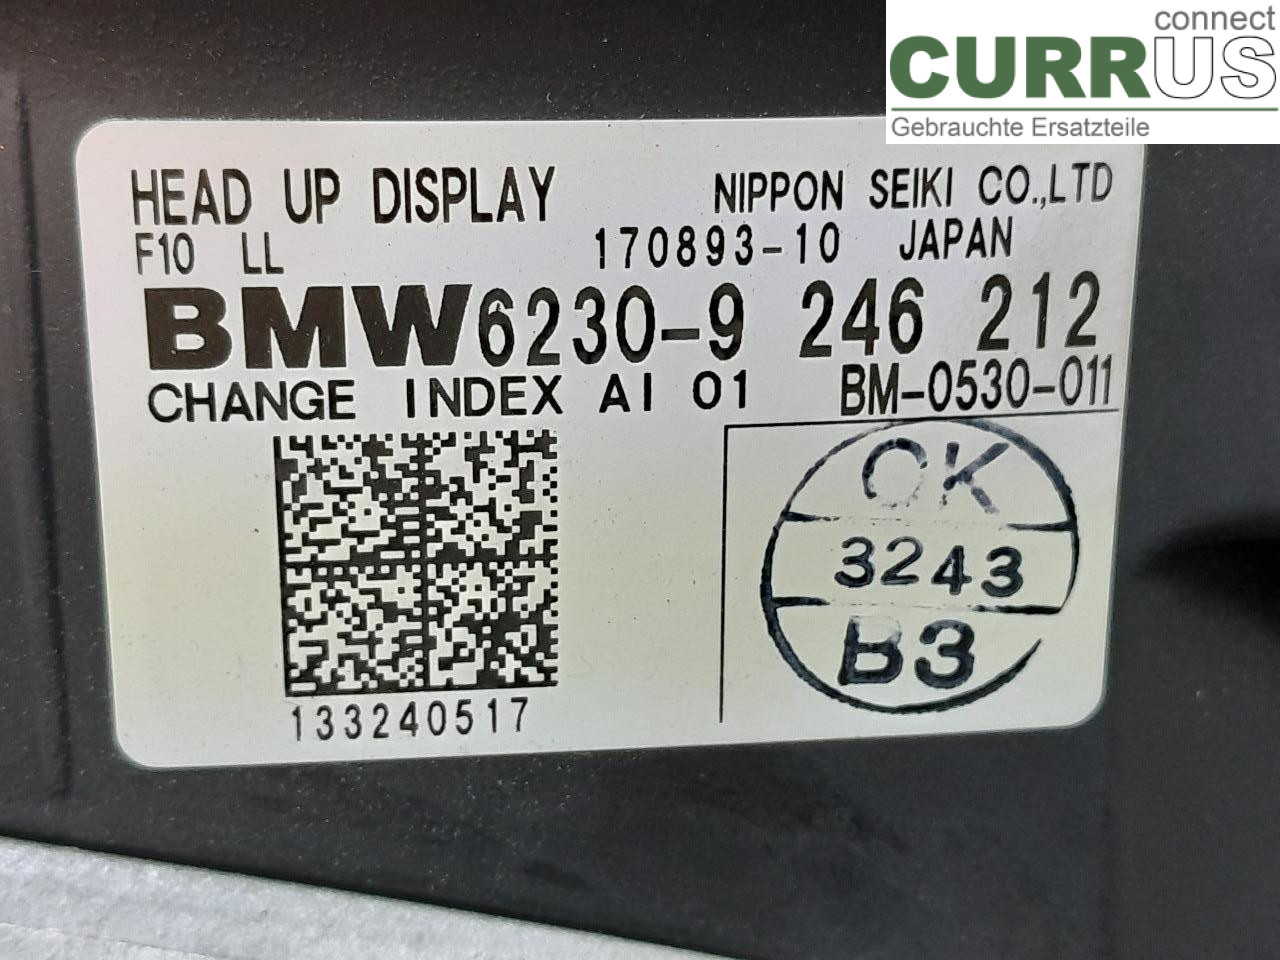 connect
CURRUS
Gebrauchte Ersatzteile
HEAD UP DISPLAY NIPPON SEIKI CO.,LTD
F10 LL 170893-10 JAPAN
BMW6230-9 246 212
CHANGE INDEX AI 01 BM-0530-011
OK
3243
B3
133240517